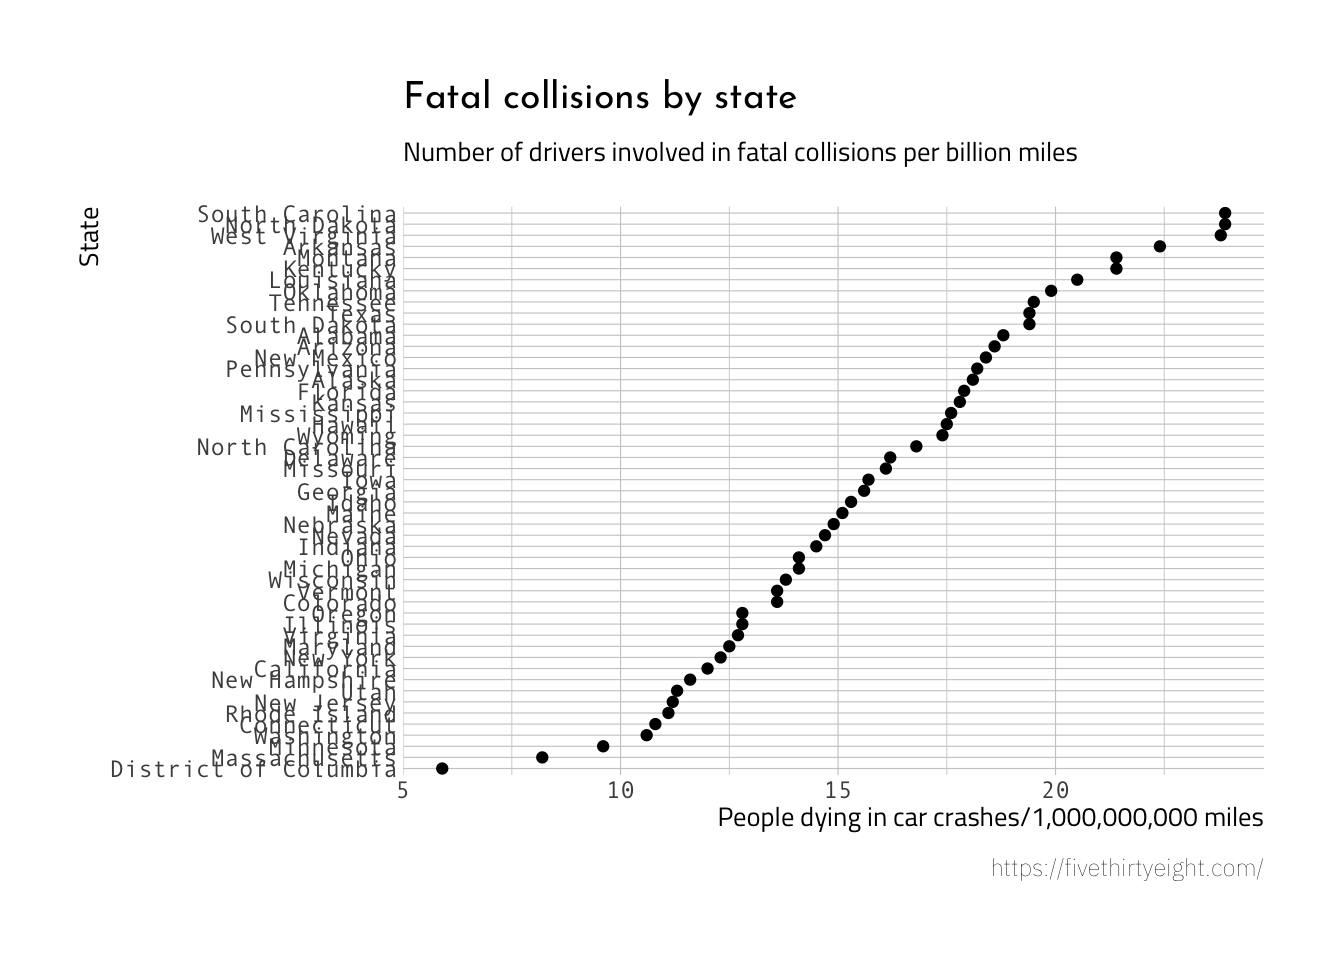 Fatal collisions by state
Number of drivers involved in fatal collisions per billion miles
State
South Carolina
North Dakota
West Virginia
Arkansas
Montana
Kentucky
Louisiana
Oklahoma
Tennessee
Texas
South Dakota
Alabama
Arizona
New Mexico
Pennsylvania
Alaska
Florida
Kansas
Mississippi
Hawaii
Wyoming
North Carolina
Delaware
Missouri
Iowa
Georgia
Idaho
Maine
Nebraska
Nevada
Indiana
Ohio
Michigan
Wisconsin
Vermont
Colorado
Oregon
Illinois
Virginia
Maryland
New York
California
New Hampshire
Utah
New Jersey
Rhode Island
Connecticut
Washington
Minnesota
Massachusetts
District of Columbia
5 10 15 20
People dying in car crashes/1,000,000,000 miles
https://fivethirtyeight.com/